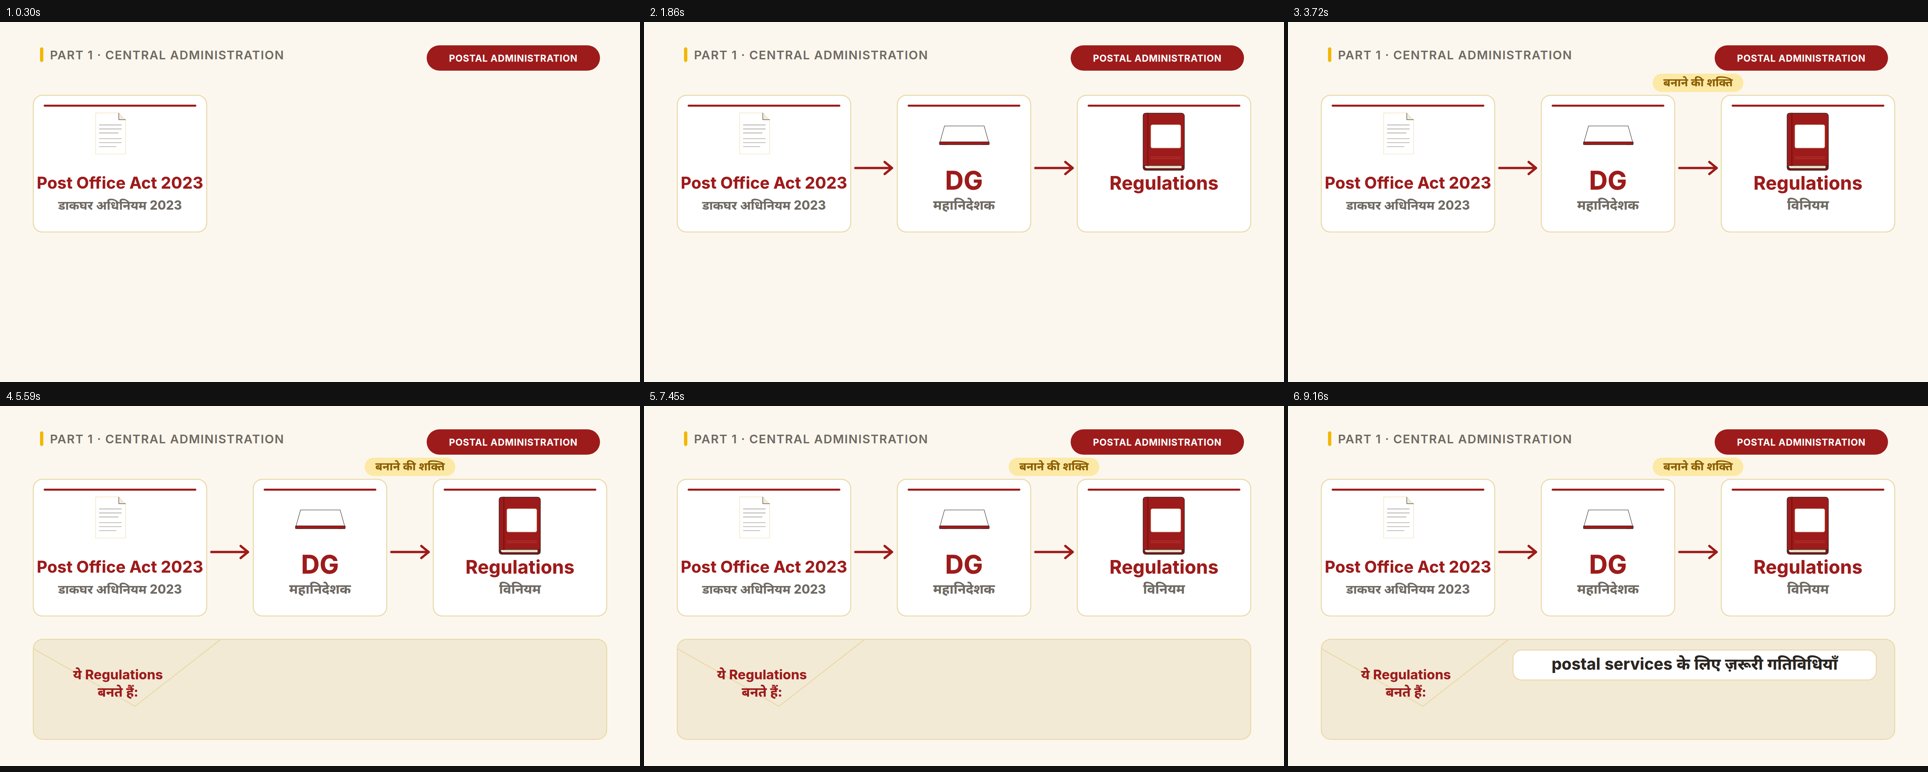 1. 0.30s
PART 1 · CENTRAL ADMINISTRATION
POSTAL ADMINISTRATION
Post Office Act 2023
डाकघर अधिनियम 2023
2. 1.86s
PART 1 · CENTRAL ADMINISTRATION
POSTAL ADMINISTRATION
Post Office Act 2023
डाकघर अधिनियम 2023
DG
महानिदेशक
Regulations
3. 3.72s
PART 1 · CENTRAL ADMINISTRATION
POSTAL ADMINISTRATION
बनाने की शक्ति
Post Office Act 2023
डाकघर अधिनियम 2023
DG
महानिदेशक
Regulations
विनियम
4. 5.59s
PART 1 · CENTRAL ADMINISTRATION
POSTAL ADMINISTRATION
बनाने की शक्ति
Post Office Act 2023
डाकघर अधिनियम 2023
DG
महानिदेशक
Regulations
विनियम
ये Regulations
बनते हैं:
5. 7.45s
PART 1 · CENTRAL ADMINISTRATION
POSTAL ADMINISTRATION
बनाने की शक्ति
Post Office Act 2023
डाकघर अधिनियम 2023
DG
महानिदेशक
Regulations
विनियम
ये Regulations
बनते हैं:
6. 9.16s
PART 1 · CENTRAL ADMINISTRATION
POSTAL ADMINISTRATION
बनाने की शक्ति
Post Office Act 2023
डाकघर अधिनियम 2023
DG
महानिदेशक
Regulations
विनियम
ये Regulations
बनते हैं:
postal services के लिए ज़रूरी गतिविधियाँ